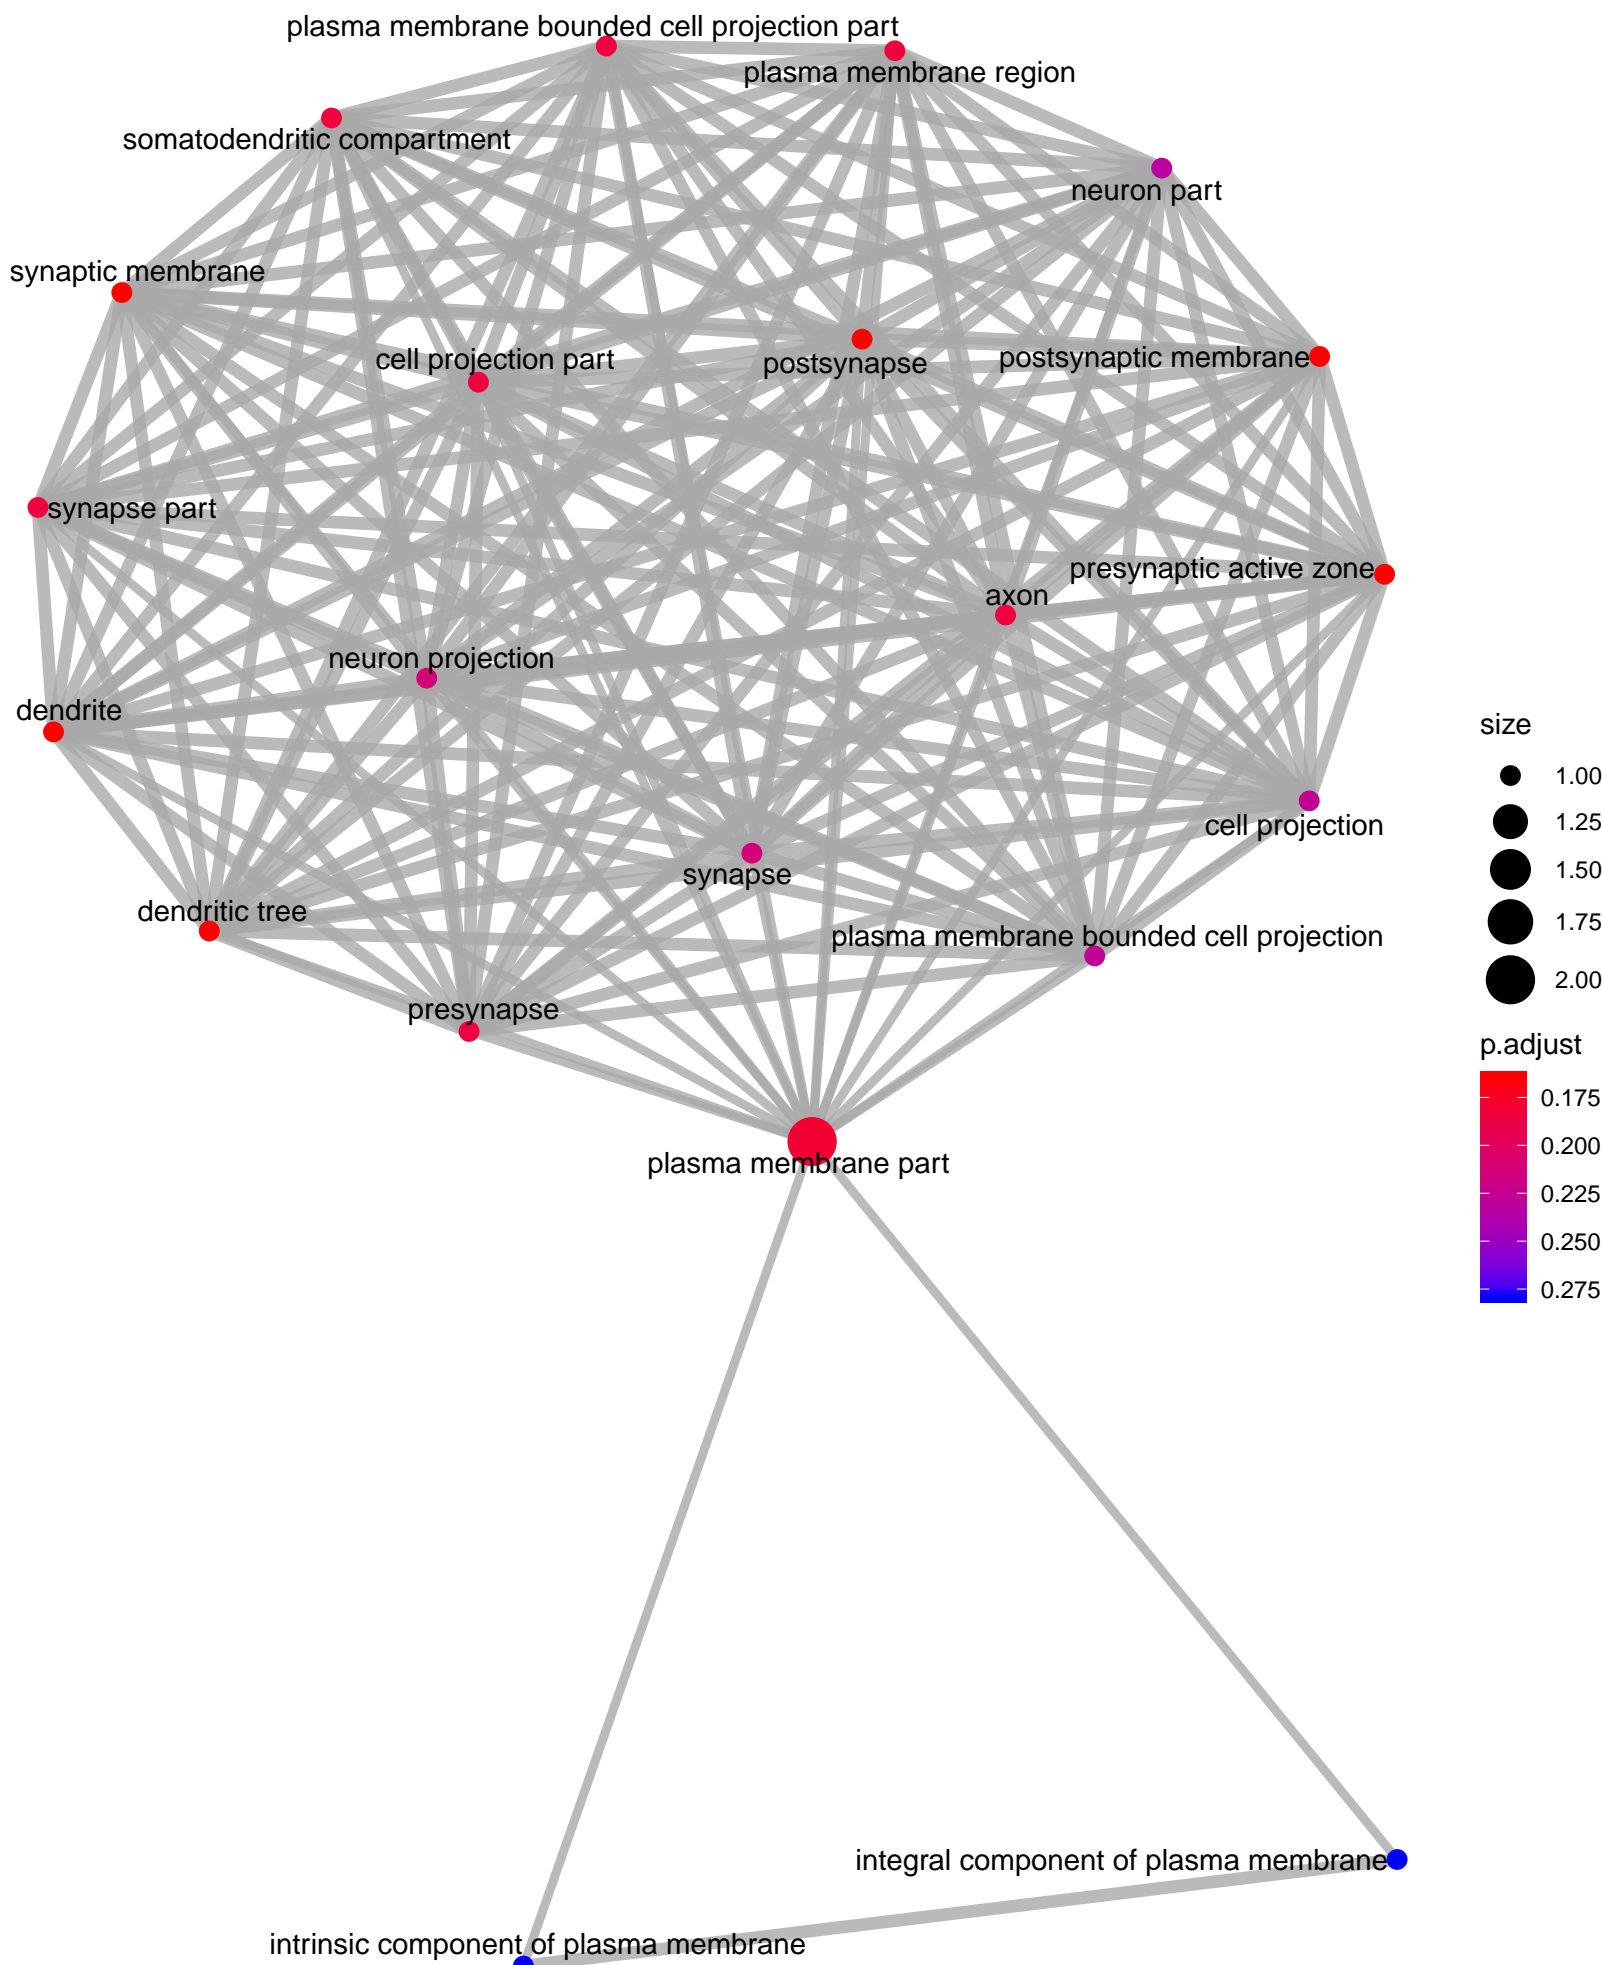 plasma membrane bounded cell projection part
plasma membrane region
somatodendritic compartment
neuron part
synaptic membrane
cell projection part
postsynapse
postsynaptic membrane
synapse part
presynaptic active zone
axon
neuron projection
dendrite
cell projection
synapse
dendritic tree
plasma membrane bounded cell projection
presynapse
plasma membrane part
integral component of plasma membrane
intrinsic component of plasma membrane
size
1.00
1.25
1.50
1.75
2.00
p.adjust
0.175
0.200
0.225
0.250
0.275